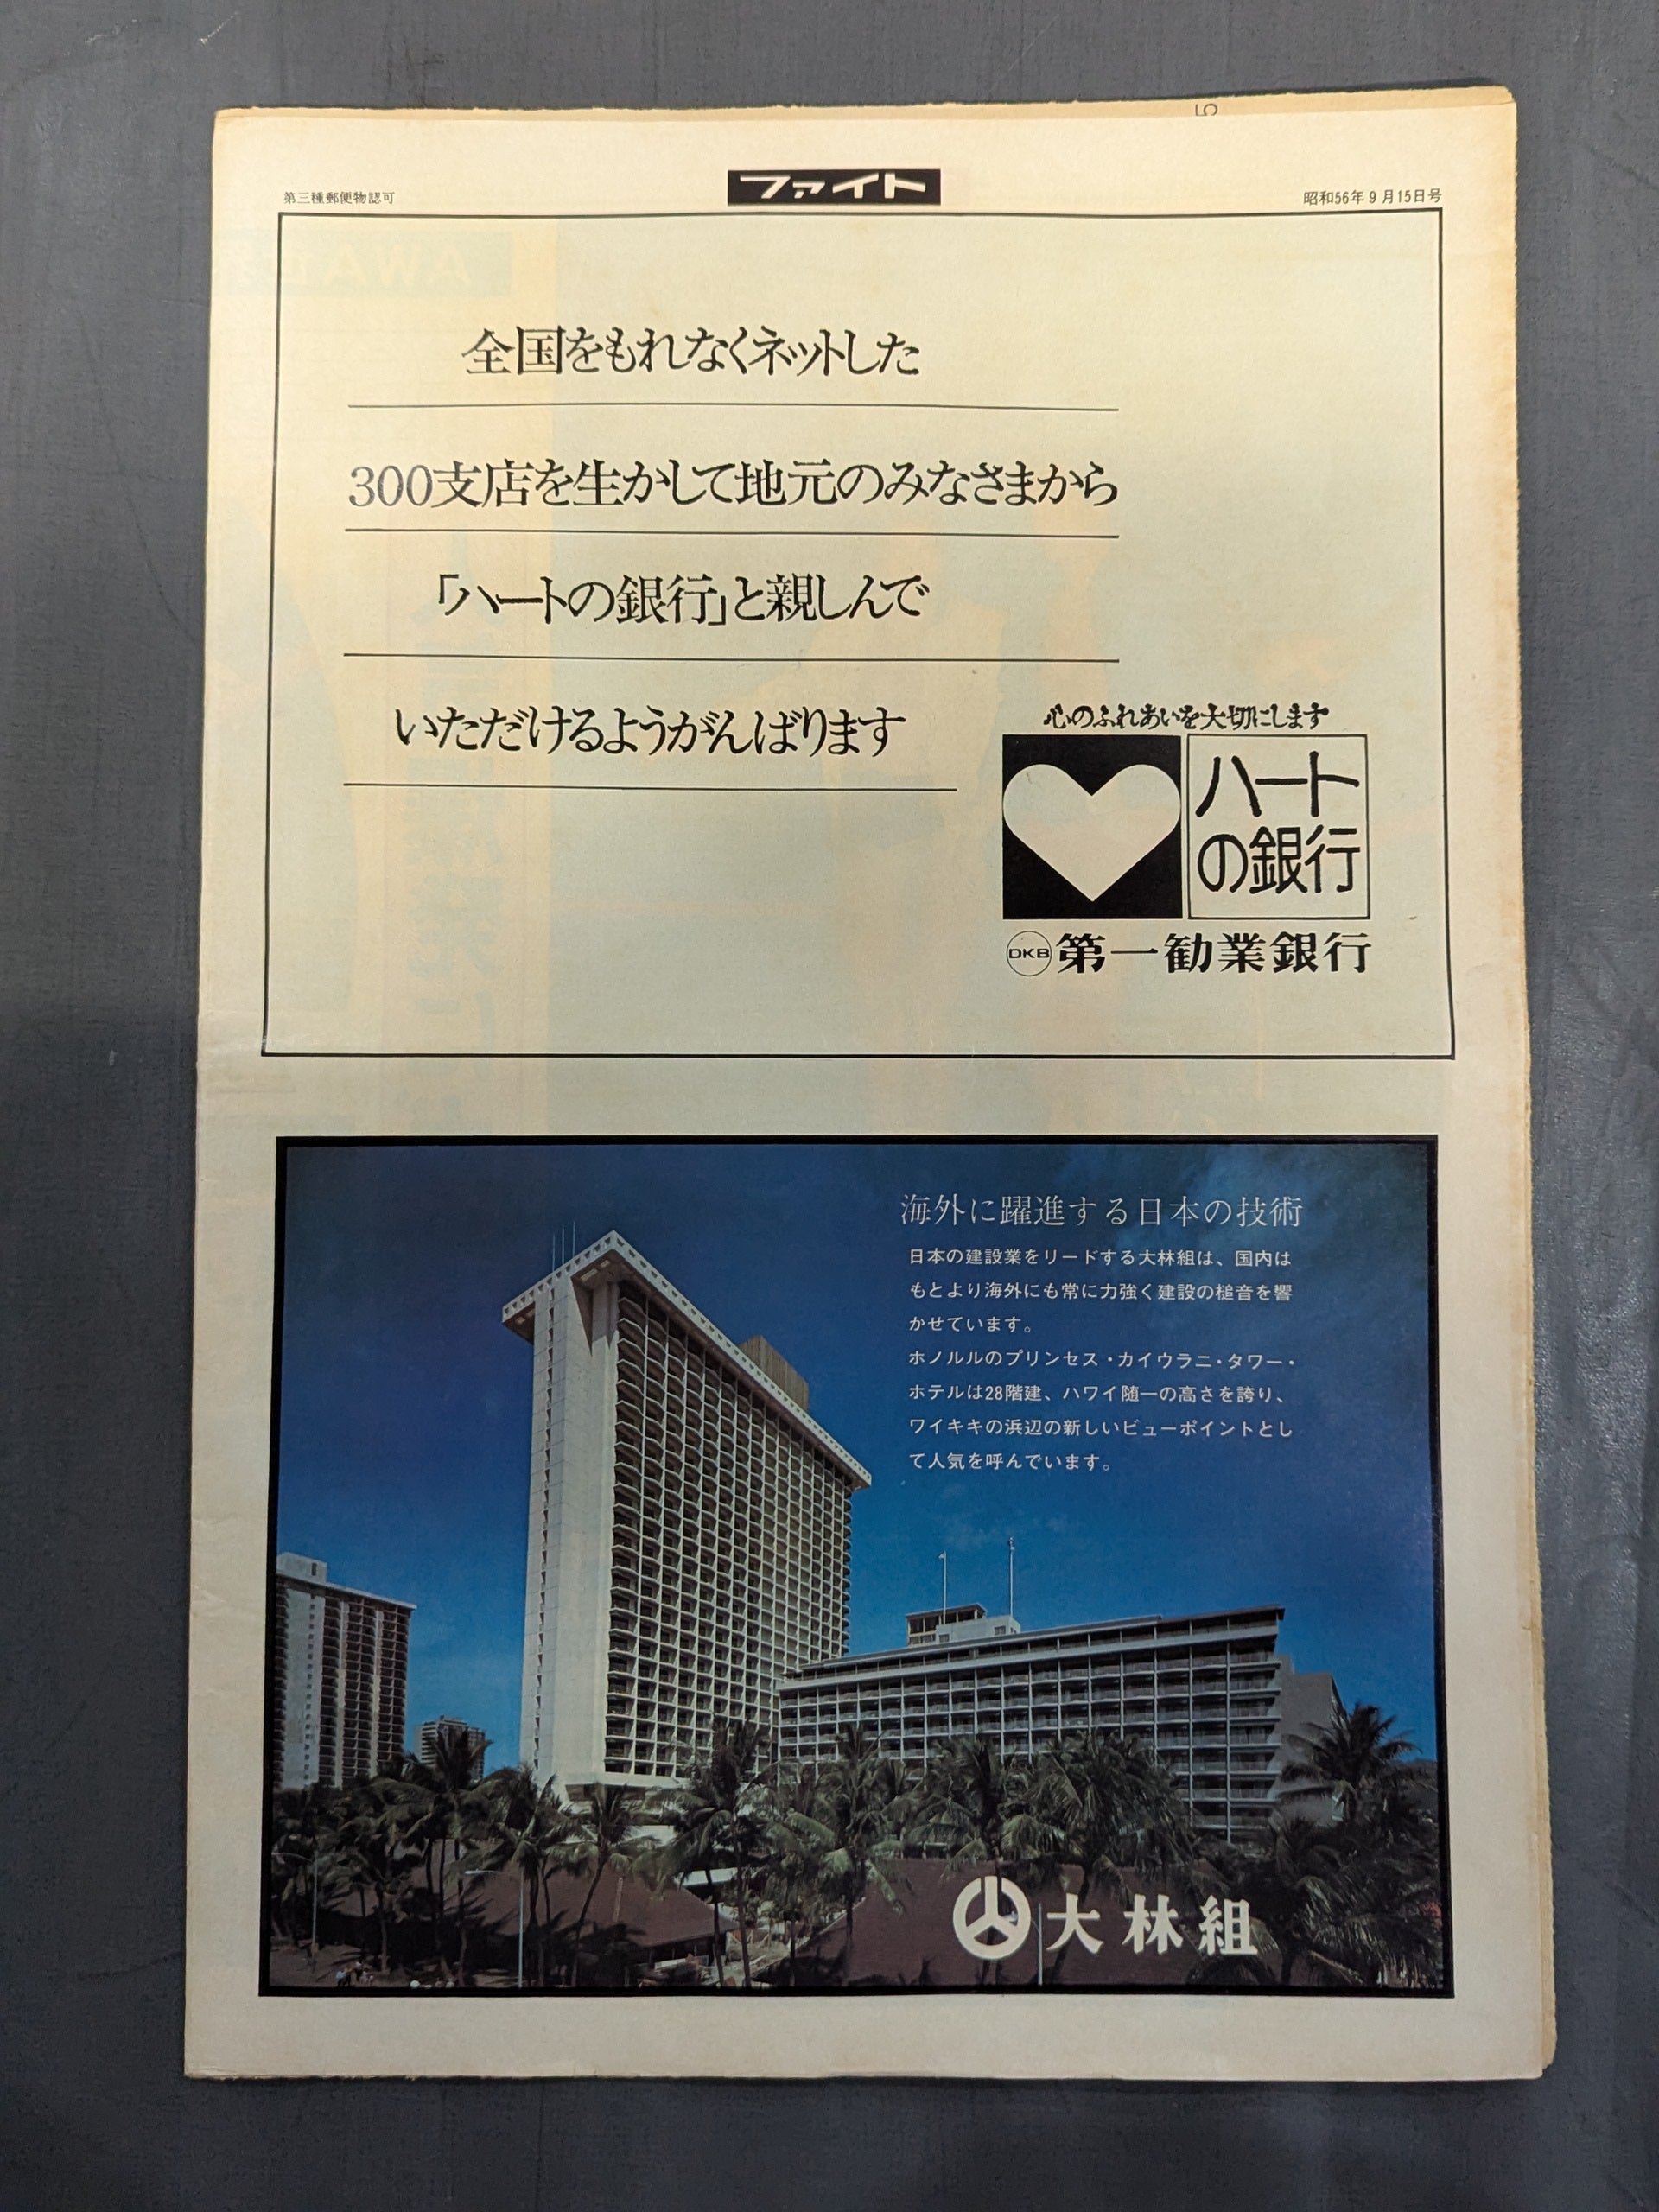 第三種郵便物認可
ファイト
昭和56年9月15日号
全国をもれなくネットした
300支店を生かして地元のみなさまから
「ハートの銀行」と親しんで
いただけるようがんばります
心のふれあいを大切にします
ハート
の銀行
DKB 第一勧業銀行
海外に躍進する日本の技術
日本の建設業をリードする大林組は、国内は
もとより海外にも常に力強く建設の槌音を響
かせています。
ホノルルのプリンセス・カイウラニ・タワー・
ホテルは28階建、ハワイ随一の高さを誇り、
ワイキキの浜辺の新しいビューポイントとし
て人気を呼んでいます。
大林組